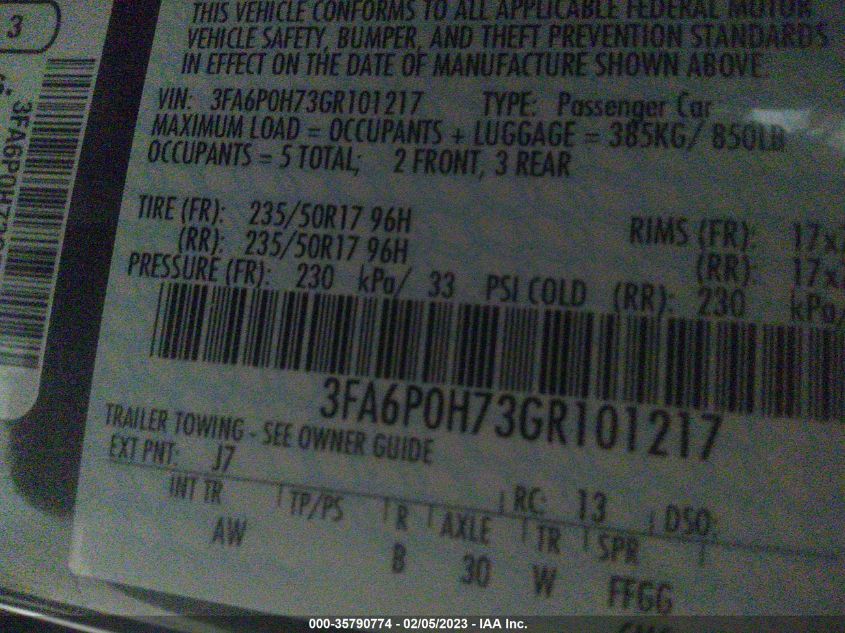 3
3FA6P0H73G
THIS VEHICLE CONFORMS TO ALL APPLICABLE FEDERAL MOTOR
VEHICLE SAFETY, BUMPER, AND THEFT PREVENTION STANDARDS
IN EFFECT ON THE DATE OF MANUFACTURE SHOWN ABOVE.
VIN: 3FA6P0H73GR101217 TYPE: Passenger Car
MAXIMUM LOAD = OCCUPANTS + LUGGAGE = 385KG/ 850LB
OCCUPANTS = 5 TOTAL; 2 FRONT, 3 REAR
TIRE (FR): 235/50R17 96H RIMS (FR): 17x
(RR): 235/50R17 96H (RR): 17x
PRESSURE (FR): 230 kPa/ 33 PSI COLD (RR): 230 kPa/
3FA6P0H73GR101217
TRAILER TOWING - SEE OWNER GUIDE
EXT PNT: J7 RC: 13 DSO:
INT TR TP/PS R AXLE TR SPR
AW B 30 W FFGG
000-35790774 - 02/05/2023 - IAA Inc.